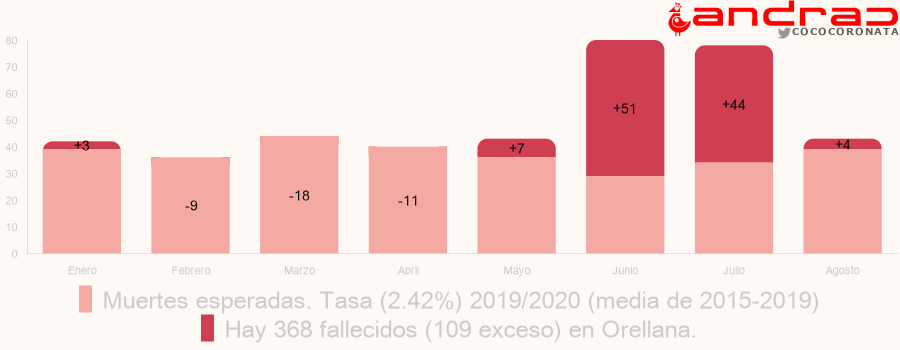 andrab
COCOCORONATA
80
70
60
50
40
30
20
10
0
+3
-9
-18
-11
+7
+51
+44
+4
Enero
Febrero
Marzo
Abril
Mayo
Junio
Julio
Agosto
Muertes esperadas. Tasa (2.42%) 2019/2020 (media de 2015-2019)
Hay 368 fallecidos (109 exceso) en Orellana.